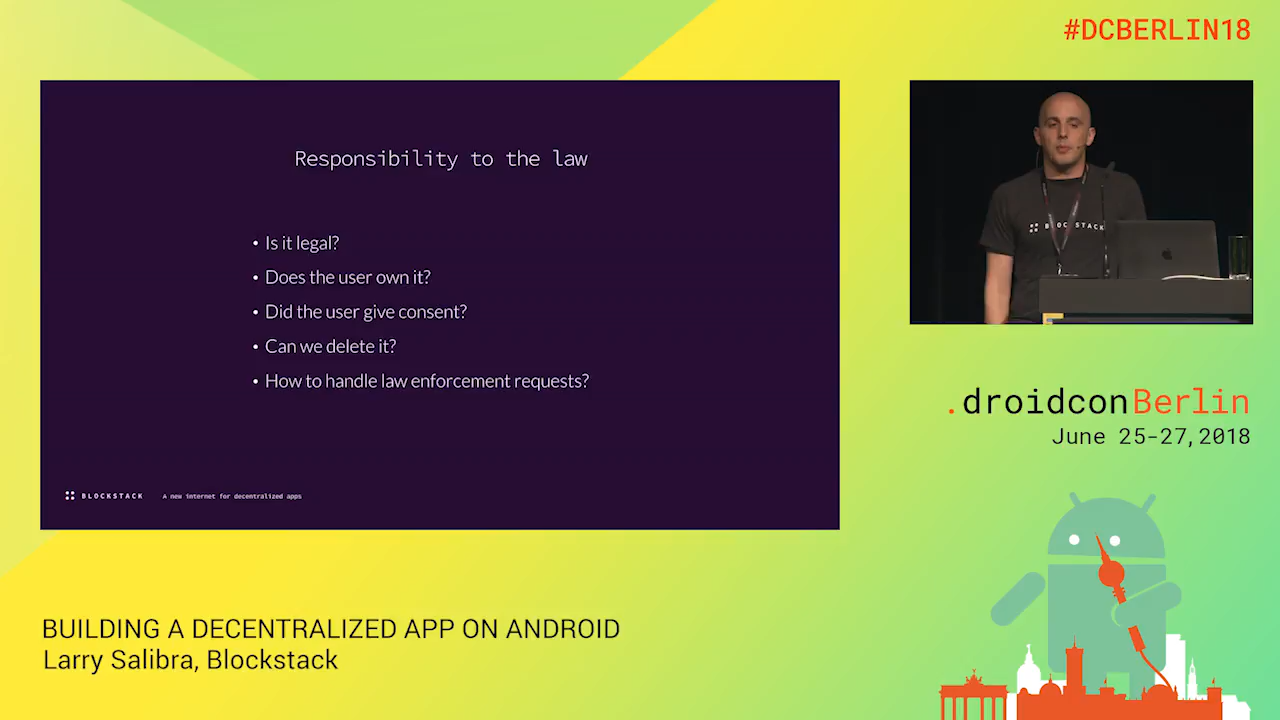 #DCBERLIN18
Responsibility to the law
• Is it legal?
• Does the user own it?
• Did the user give consent?
• Can we delete it?
• How to handle law enforcement requests?
BLOCKSTACK A new internet for decentralized apps
BLOCKSTACK
.droidconBerlin
June 25-27,2018
BUILDING A DECENTRALIZED APP ON ANDROID
Larry Salibra, Blockstack